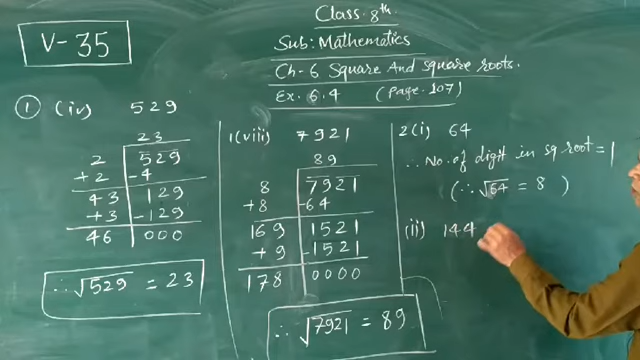 V-35
Class. 8th
Sub: Mathematics
Ch-6 Square And square roots.
Ex. 6.4 (Page. 107)
① (iv) 529
23
2 529
+2 -4
43 129
+3 -129
46 000
∴ √529 = 23
1(viii) 7921
89
8 7921
+8 -64
169 1521
+9 -1521
178 0000
∴ √7921 = 89
2(i) 64
∴ No. of digit in sq root = 1
(∵ √64 = 8 )
(ii) 144